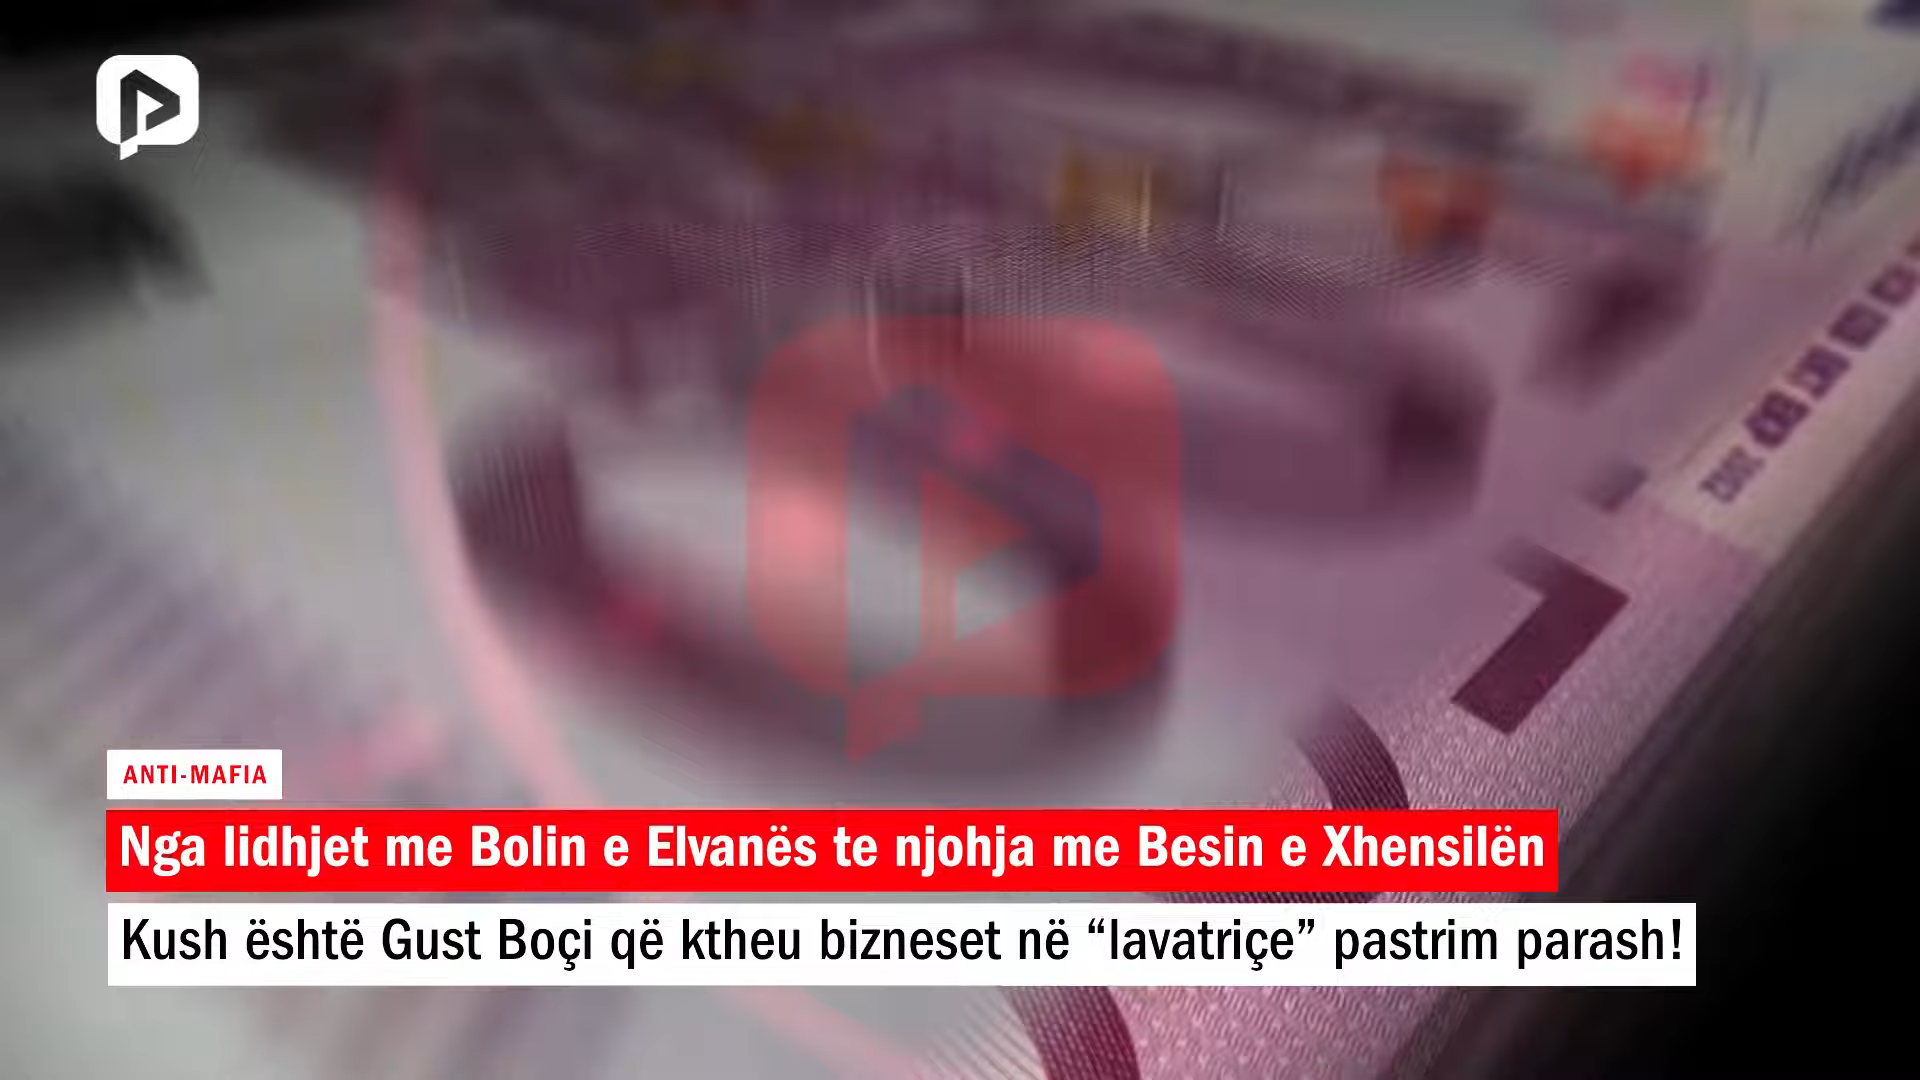 ANTI-MAFIA
Nga lidhjet me Bolin e Elvanës te njohja me Besin e Xhensilën
Kush është Gust Boçi që ktheu bizneset në “lavatriçe” pastrim parash!